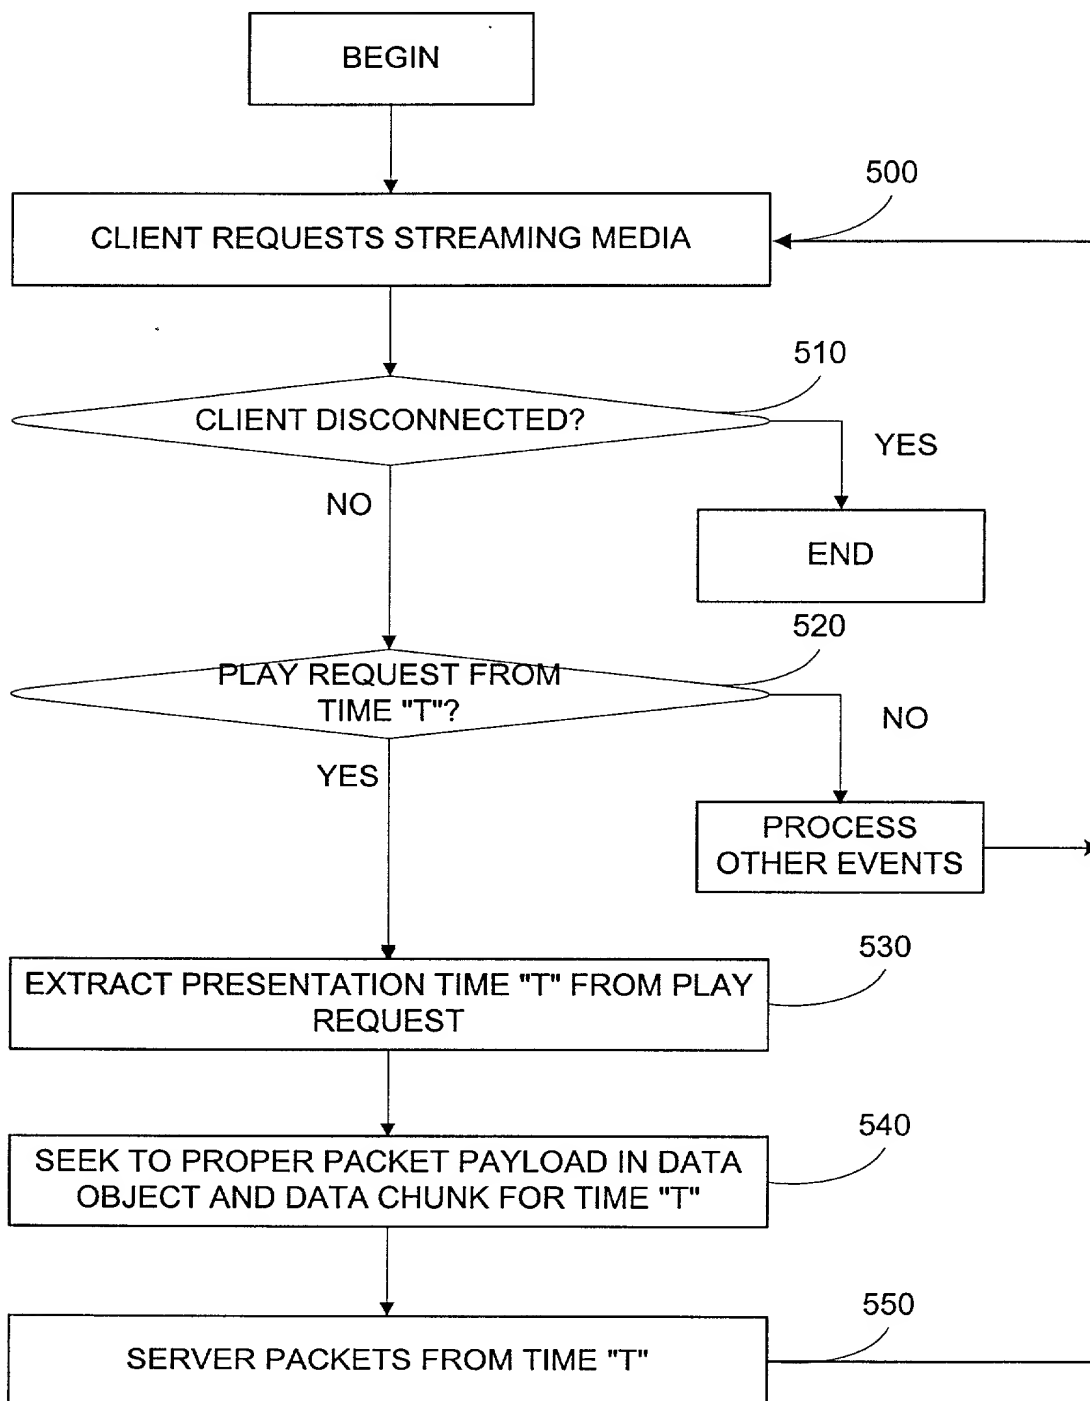 BEGIN
500
CLIENT REQUESTS STREAMING MEDIA
510
CLIENT DISCONNECTED?
YES
NO
END
520
PLAY REQUEST FROM
TIME "T"?
NO
YES
PROCESS
OTHER EVENTS
530
EXTRACT PRESENTATION TIME "T" FROM PLAY
REQUEST
540
SEEK TO PROPER PACKET PAYLOAD IN DATA
OBJECT AND DATA CHUNK FOR TIME "T"
550
SERVER PACKETS FROM TIME "T"